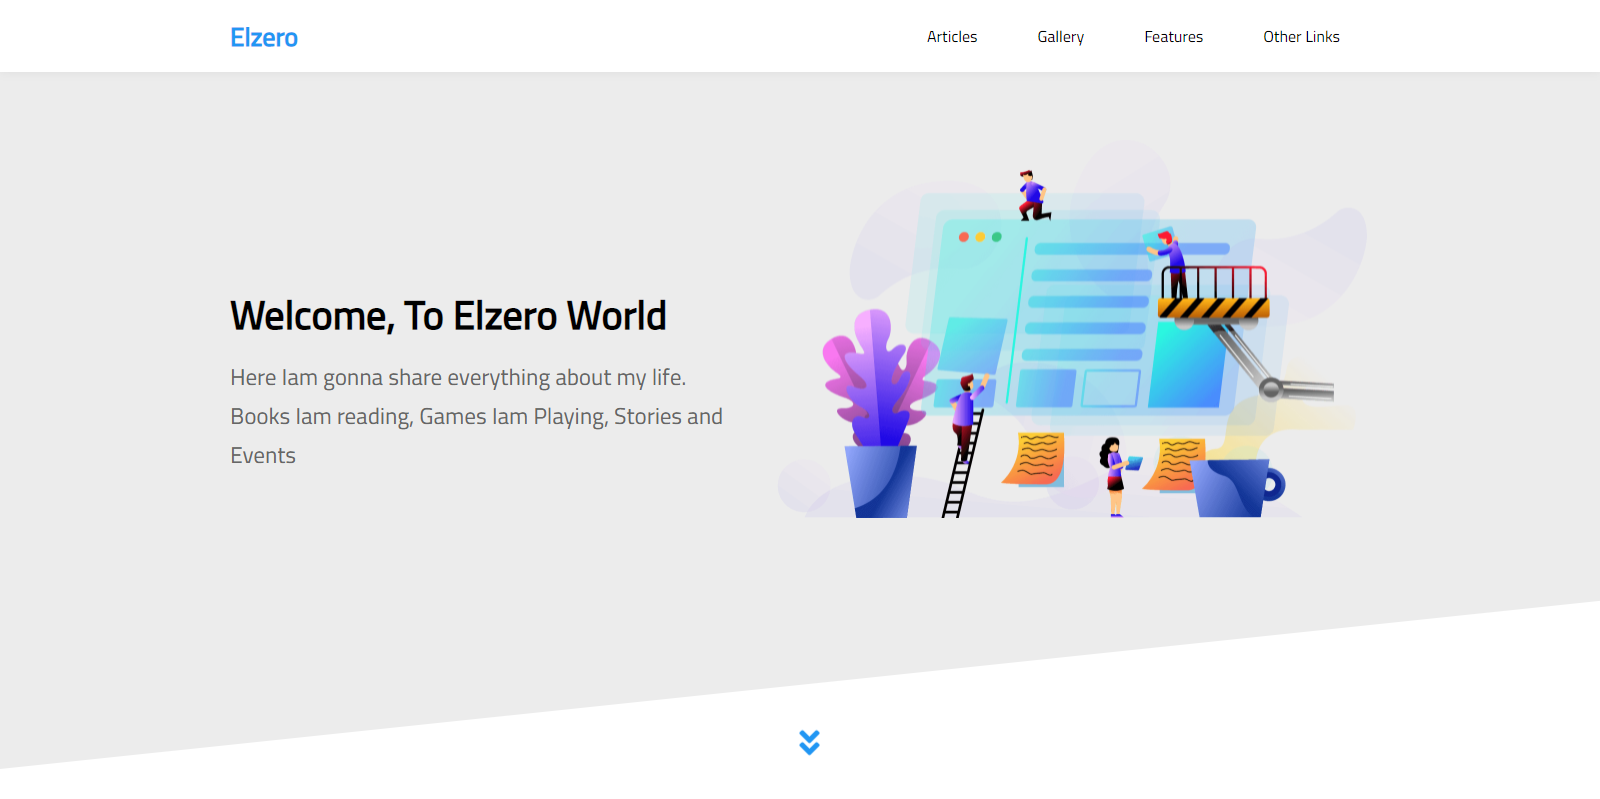 Elzero
Articles
Gallery
Features
Other Links
Welcome, To Elzero World
Here Iam gonna share everything about my life.
Books Iam reading, Games Iam Playing, Stories and
Events